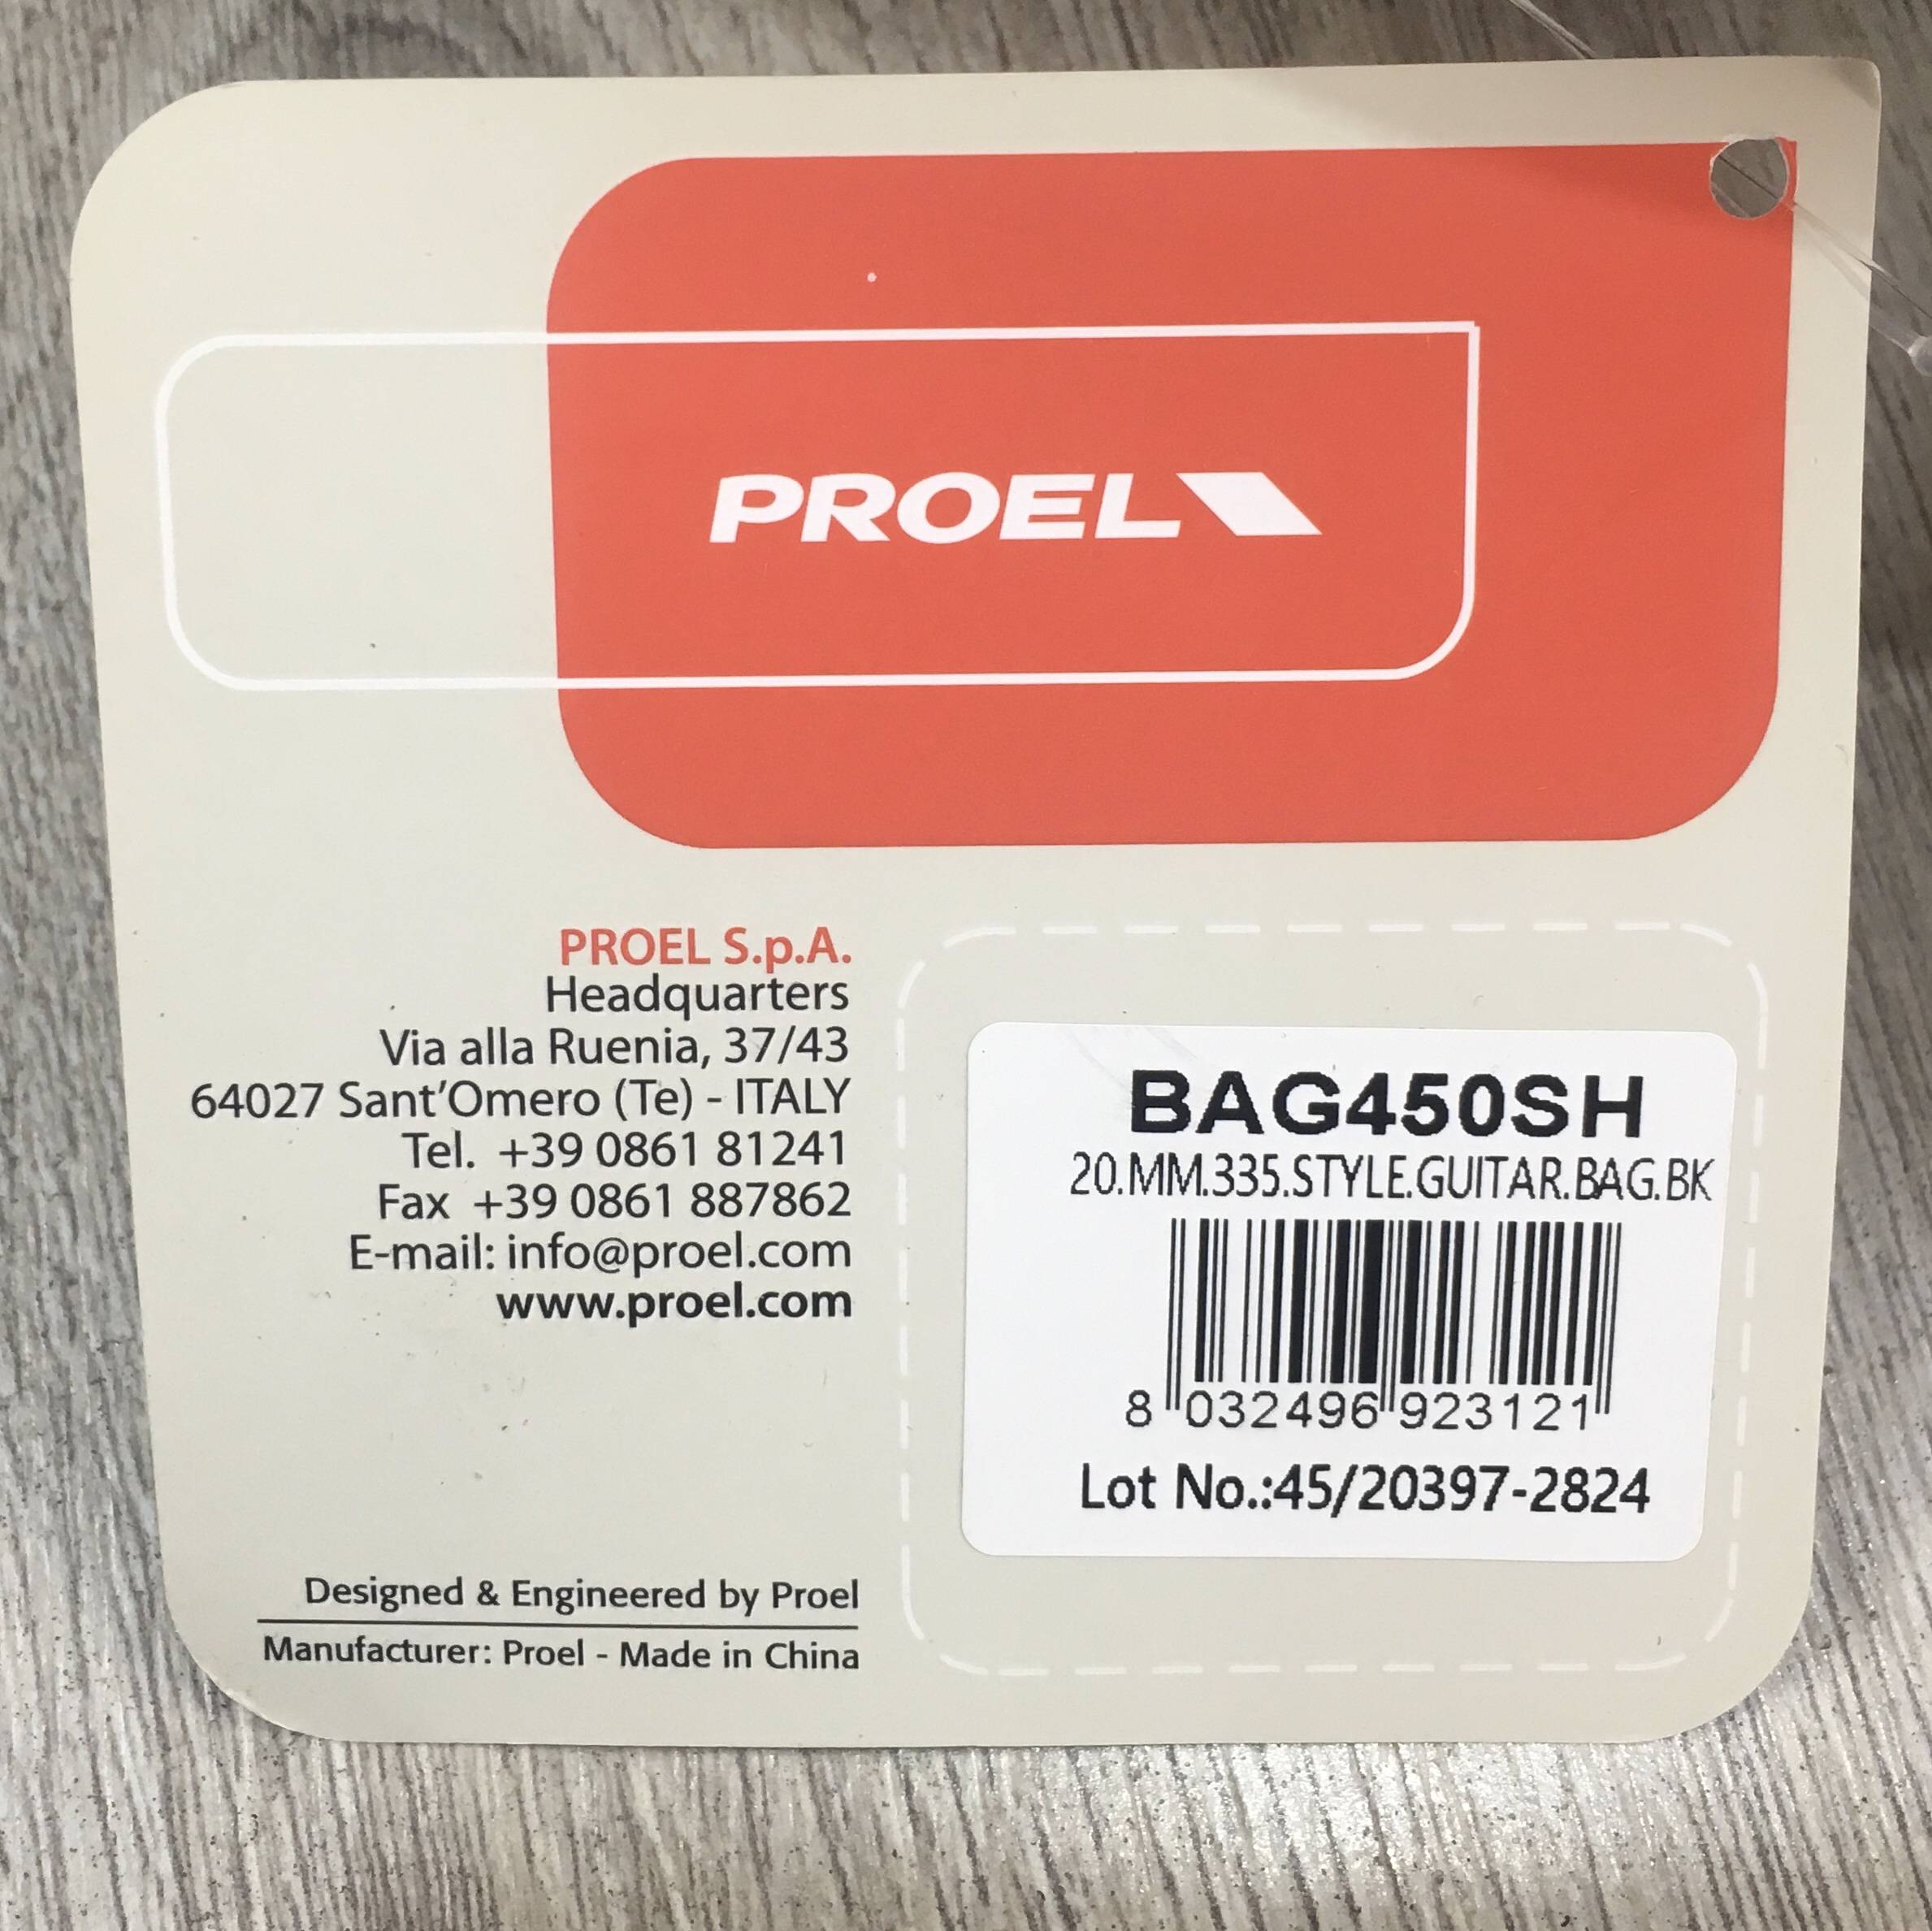 PROEL
PROEL S.p.A.
Headquarters
Via alla Ruenia, 37/43
64027 Sant'Omero (Te) - ITALY
Tel. +39 0861 81241
Fax +39 0861 887862
E-mail: info@proel.com
www.proel.com
Designed & Engineered by Proel
Manufacturer: Proel - Made in China
BAG450SH
20.MM.335.STYLE.GUITAR.BAG.BK
8 032496 923121
Lot No.:45/20397-2824